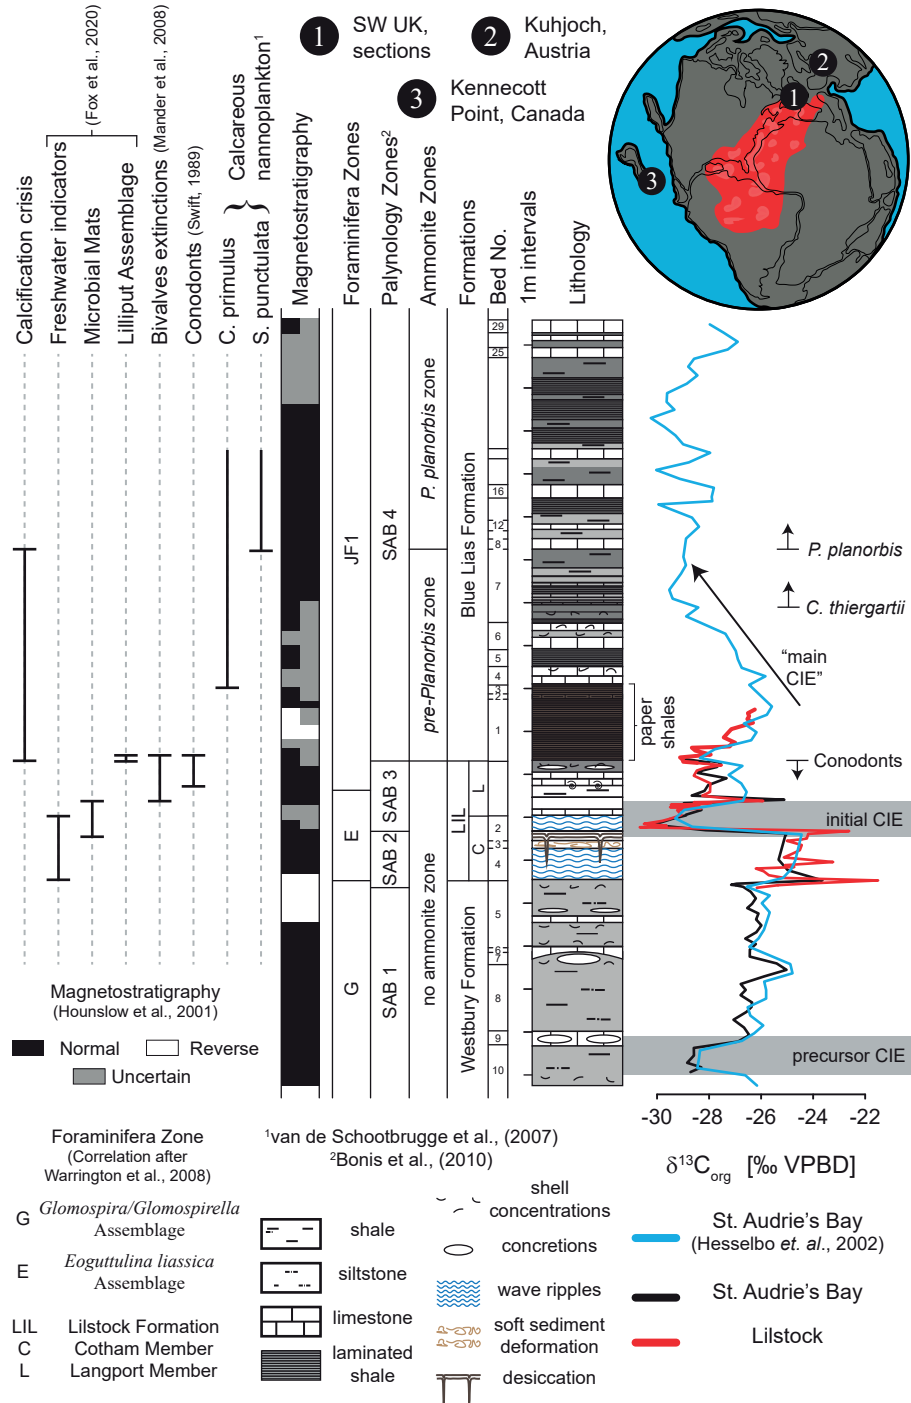 1
SW UK,
sections
2
Kuhjoch,
Austria
3
Kennecott
Point, Canada
1
2
3
Calcification crisis
Freshwater indicators
Microbial Mats
Lilliput Assemblage
(Fox et al., 2020)
Bivalves extinctions (Mander et al., 2008)
Conodonts (Swift, 1989)
C. primulus
S. punctulata
Calcareous
nannoplankton¹
Magnetostratigraphy
Foraminifera Zones
Palynology Zones²
Ammonite Zones
Formations
Bed No.
1m intervals
Lithology
JF1
E
G
SAB 4
SAB 3
SAB 2
SAB 1
P. planorbis zone
pre-Planorbis zone
no ammonite zone
Blue Lias Formation
LIL
L
C
Westbury Formation
29
25
16
12
8
7
6
5
4
3
2
1
2
3
4
5
6
7
8
9
10
P. planorbis
C. thiergartii
"main
CIE"
paper
shales
Conodonts
initial CIE
precursor CIE
-30
-28
-26
-24
-22
δ¹³Corg [‰ VPBD]
Magnetostratigraphy
(Hounslow et al., 2001)
Normal
Reverse
Uncertain
Foraminifera Zone
(Correlation after
Warrington et al., 2008)
G Glomospira/Glomospirella
Assemblage
E Eoguttulina liassica
Assemblage
LIL Lilstock Formation
C Cotham Member
L Langport Member
¹van de Schootbrugge et al., (2007)
²Bonis et al., (2010)
shale
siltstone
limestone
laminated
shale
shell
concentrations
concretions
wave ripples
soft sediment
deformation
desiccation
St. Audrie's Bay
(Hesselbo et. al., 2002)
St. Audrie's Bay
Lilstock